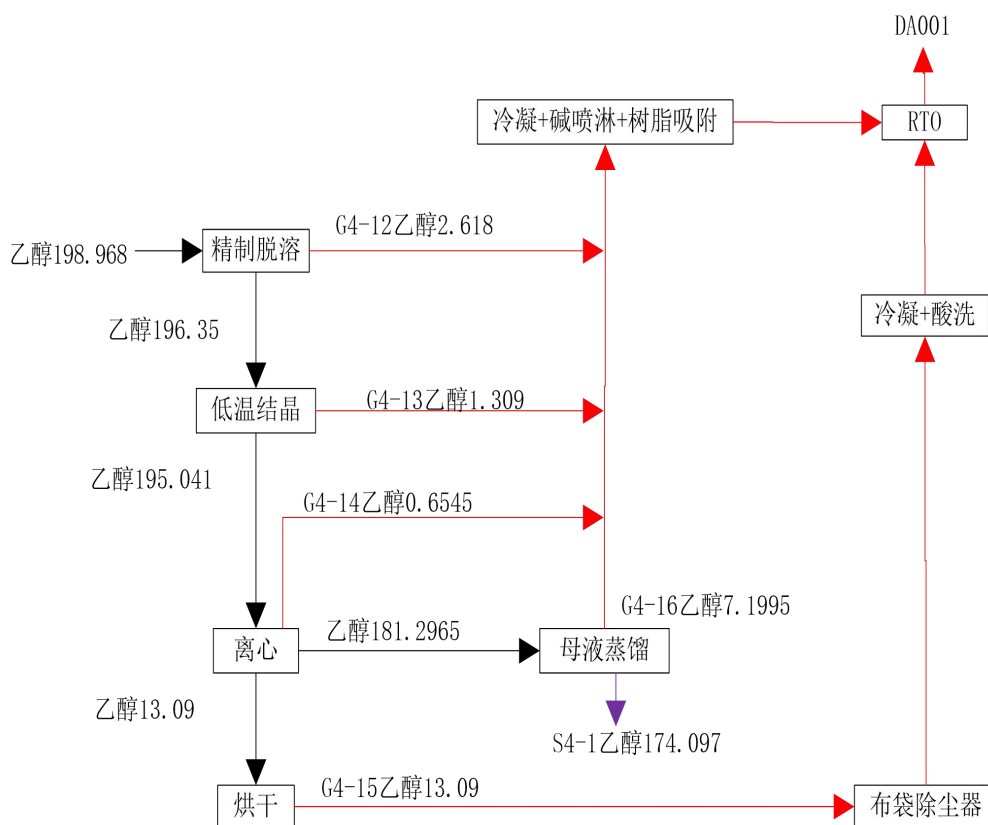 DA001
冷凝+碱喷淋+树脂吸附
RTO
G4-12乙醇2.618
乙醇198.968
精制脱溶
冷凝+酸洗
乙醇196.35
低温结晶
G4-13乙醇1.309
乙醇195.041
G4-14乙醇0.6545
G4-16乙醇7.1995
离心
乙醇181.2965
母液蒸馏
乙醇13.09
S4-1乙醇174.097
G4-15乙醇13.09
烘干
布袋除尘器